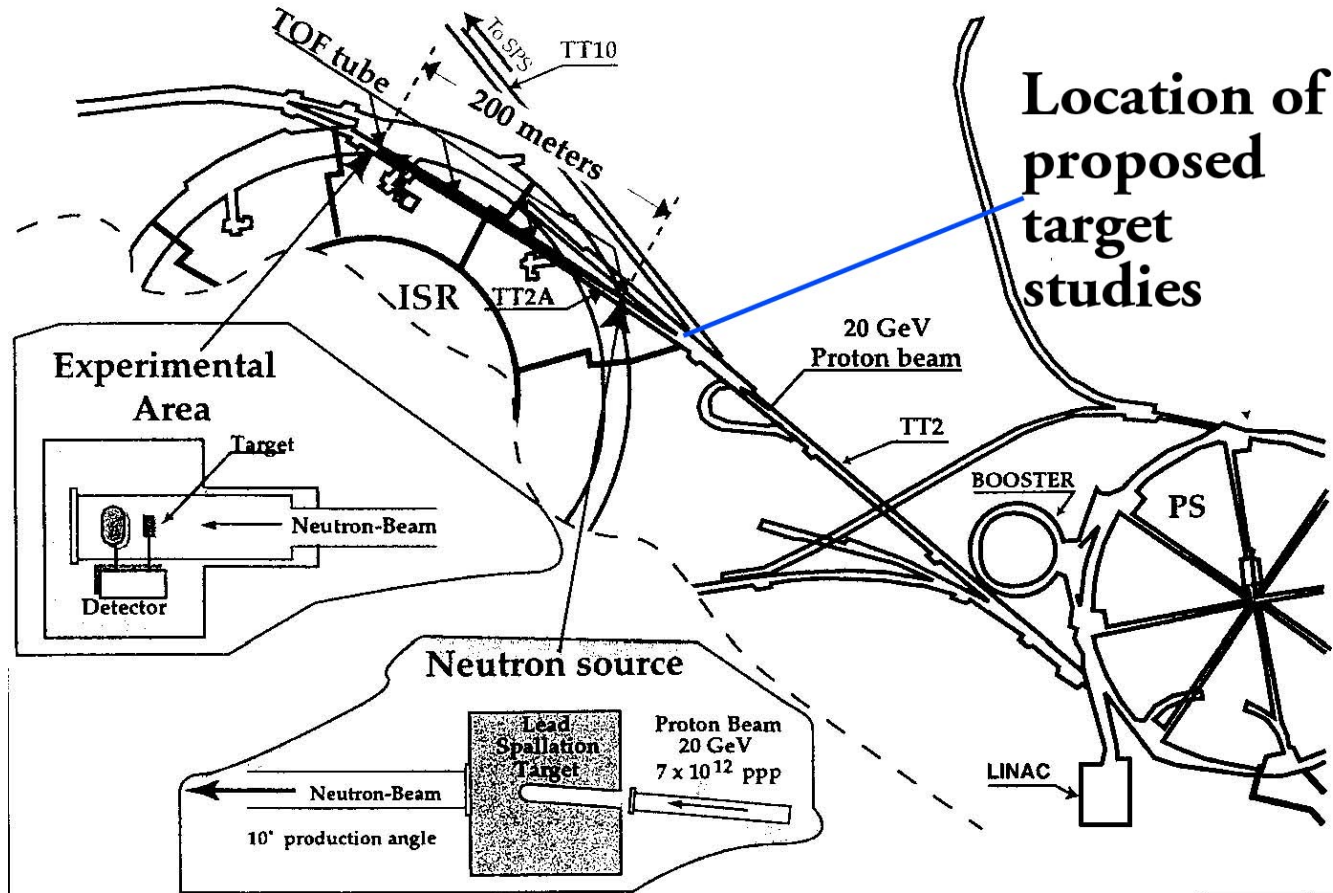 To SPS
TT10
TOF tube
200 meters
Location of
proposed
target
studies
ISR
TT2A
20 GeV
Proton beam
TT2
Experimental
Area
Target
Neutron-Beam
Detector
BOOSTER
PS
Neutron source
Lead
Spallation
Target
Proton Beam
20 GeV
7 x 10¹² ppp
Neutron-Beam
10° production angle
LINAC